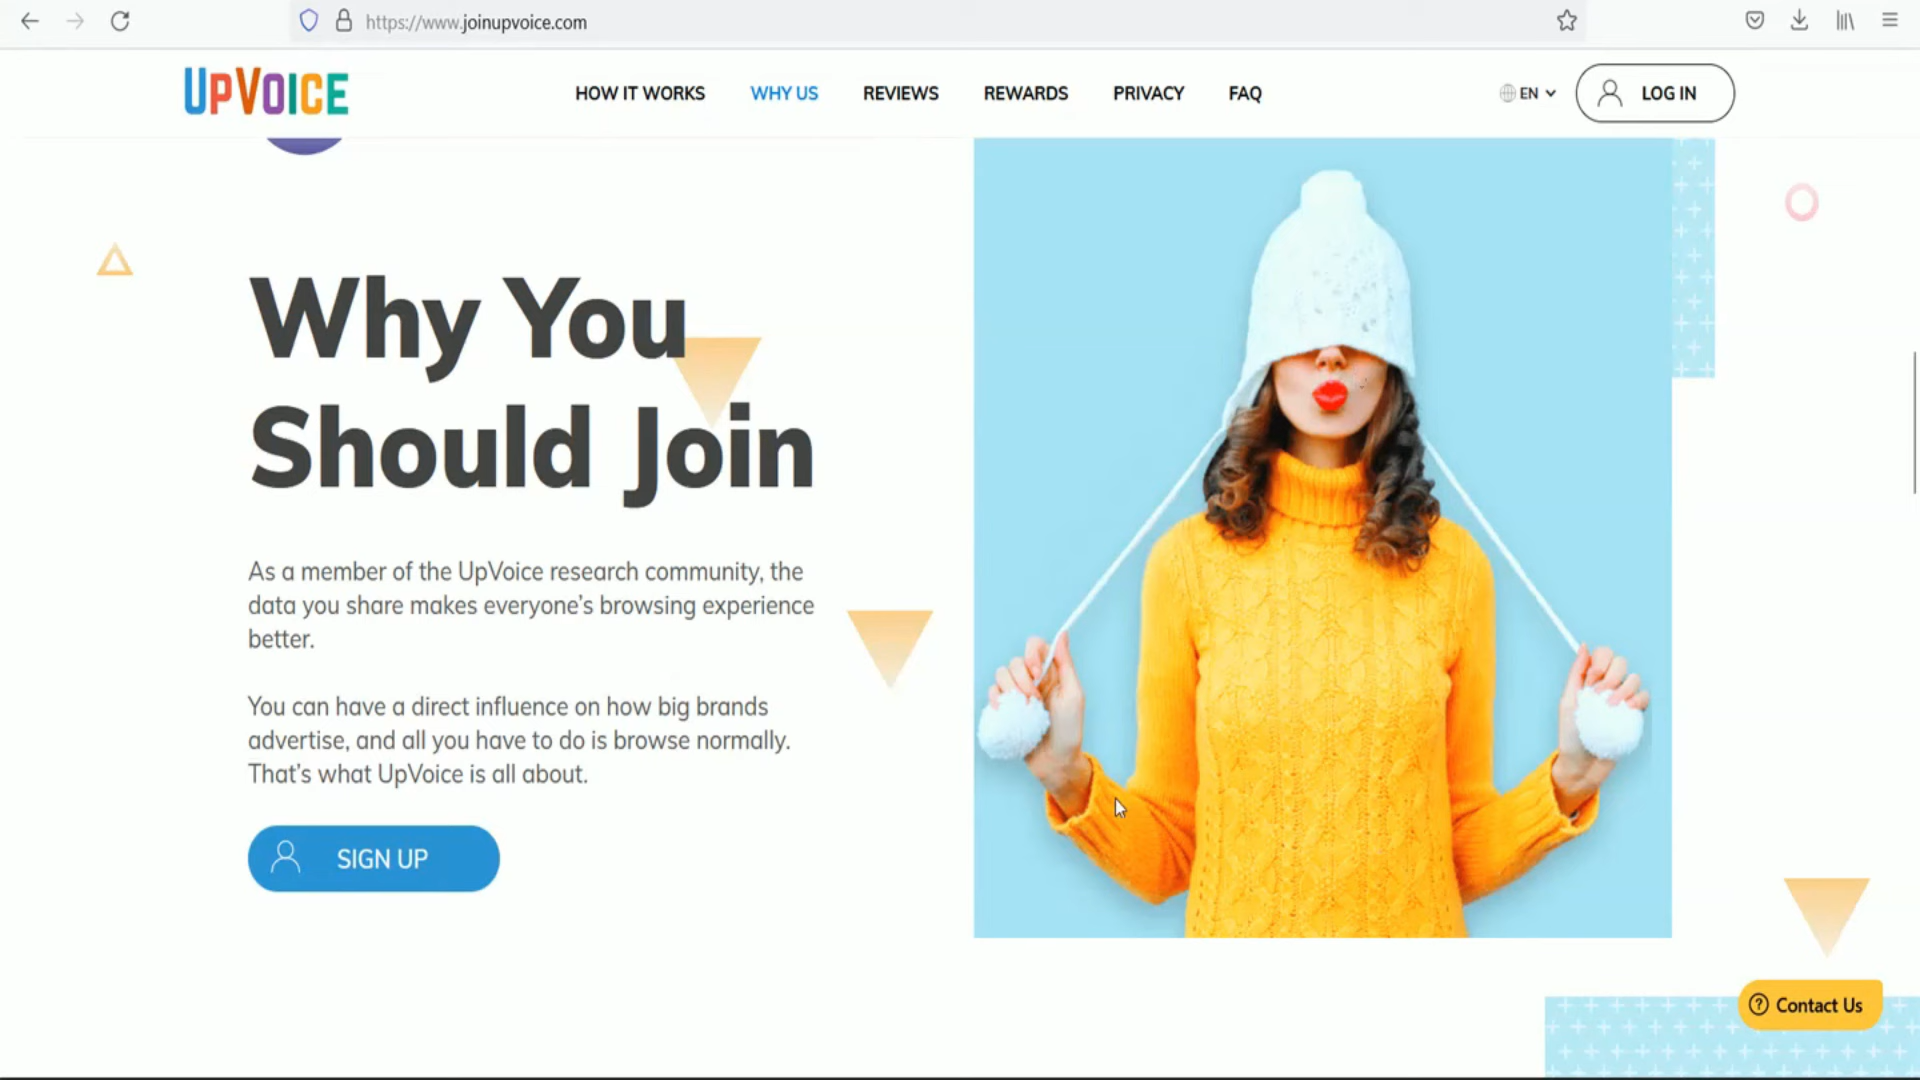 https://www.joinupvoice.com
UPVOICE
HOW IT WORKS
WHY US
REVIEWS
REWARDS
PRIVACY
FAQ
EN
LOG IN
Why You
Should Join
As a member of the UpVoice research community, the
data you share makes everyone's browsing experience
better.
You can have a direct influence on how big brands
advertise, and all you have to do is browse normally.
That's what UpVoice is all about.
SIGN UP
Contact Us